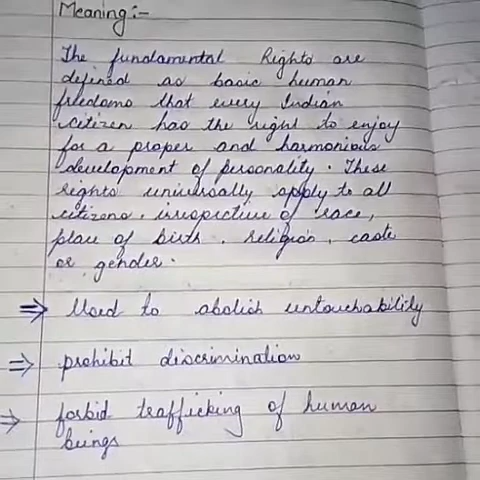 Meaning:-
The fundamental Rights are
defined as basic human
freedoms that every Indian
citizen has the right to enjoy
for a proper and harmonious
development of personality. These
rights universally apply to all
citizens, irrespective of race,
place of birth, religion, caste
or gender.
⇒ Used to abolish untouchability
⇒ prohibit discrimination
⇒ forbid trafficking of human
beings